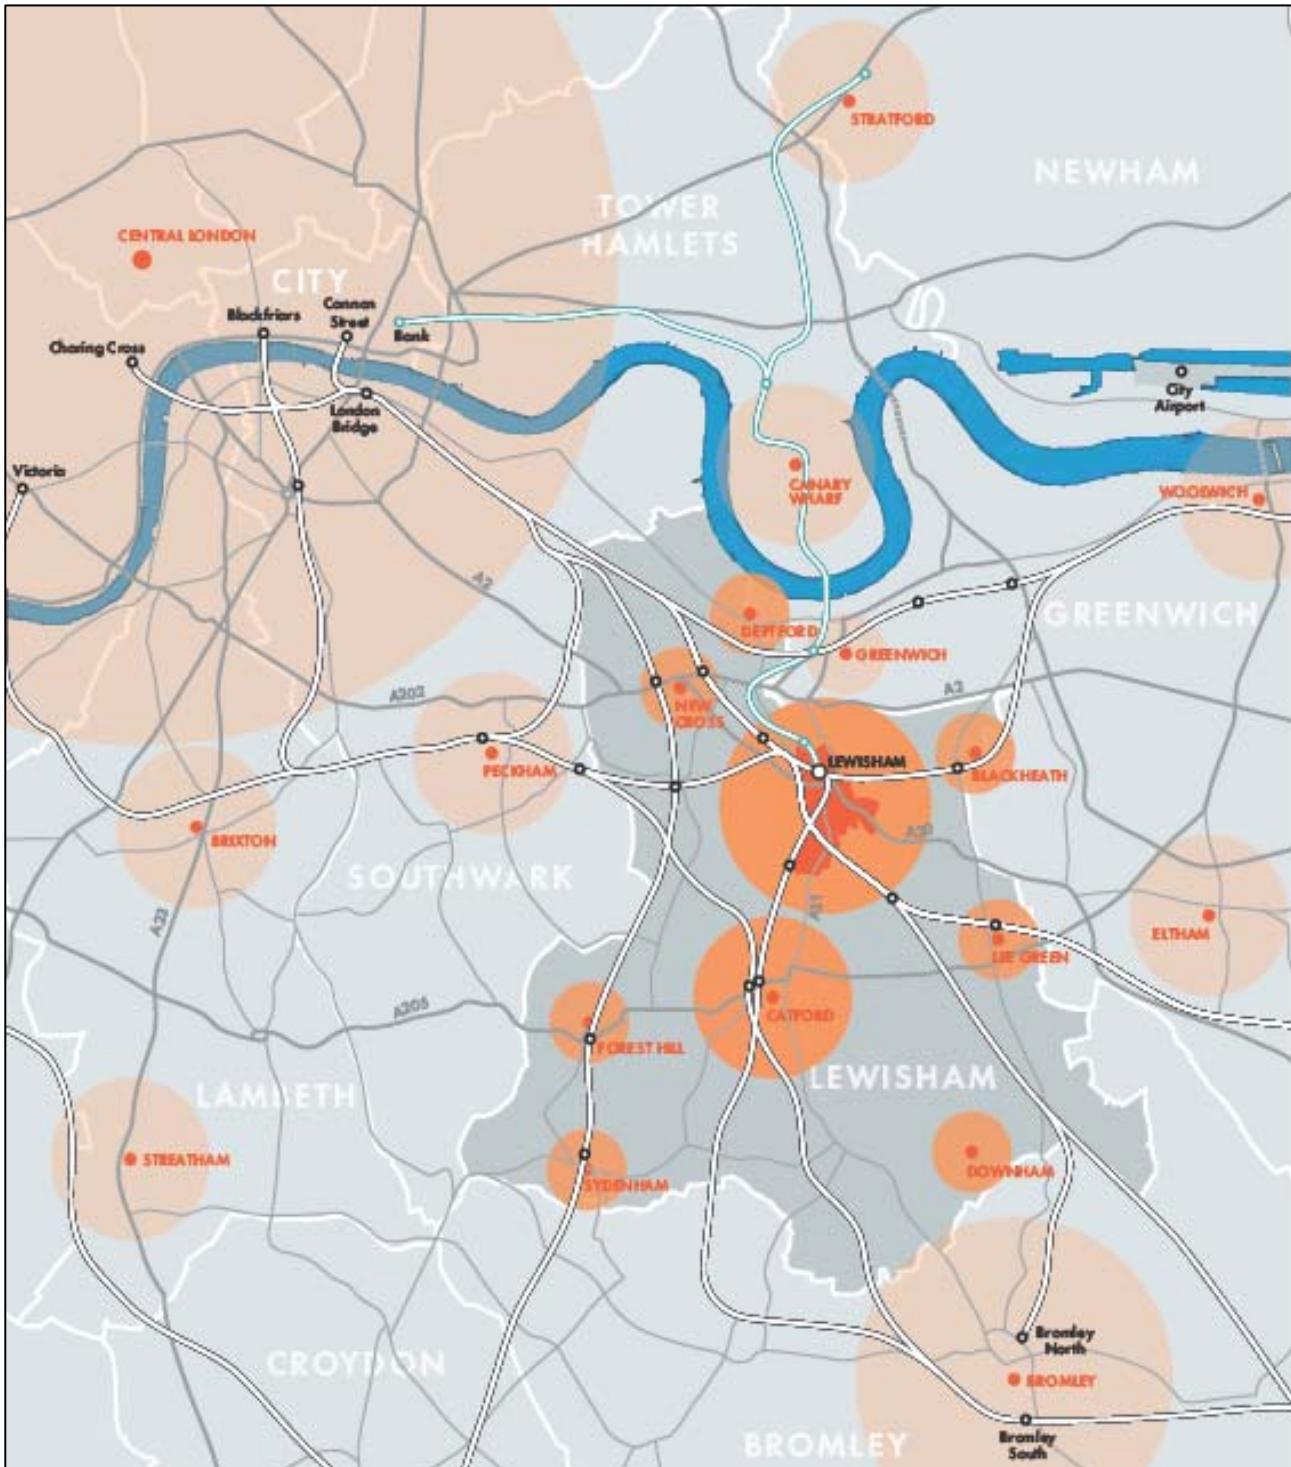 STRATFORD
NEWHAM
TOWER
HAMLETS
CENTRAL LONDON
CITY
Cannon
Street
Blackfriars
Bank
Charing Cross
London
Bridge
City
Airport
Victoria
CANARY
WHARF
WOOLWICH
A2
GREENWICH
DEPTFORD
GREENWICH
A202
A2
NEW
CROSS
LEWISHAM
PECKHAM
BLACKHEATH
A20
BRIXTON
SOUTHWARK
A21
A23
ELTHAM
LEE GREEN
A205
CATFORD
FOREST HILL
LEWISHAM
LAMBETH
STREATHAM
DOWNHAM
SYDENHAM
Bromley
North
CROYDON
BROMLEY
BROMLEY
Bromley
South